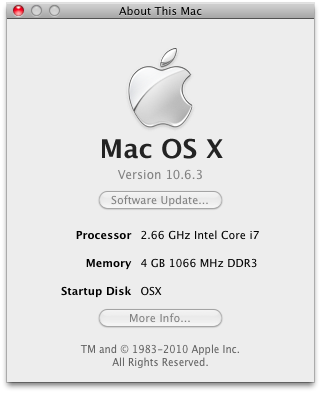 About This Mac
Mac OS X
Version 10.6.3
Software Update...
Processor 2.66 GHz Intel Core i7
Memory 4 GB 1066 MHz DDR3
Startup Disk OSX
More Info...
TM and © 1983-2010 Apple Inc.
All Rights Reserved.